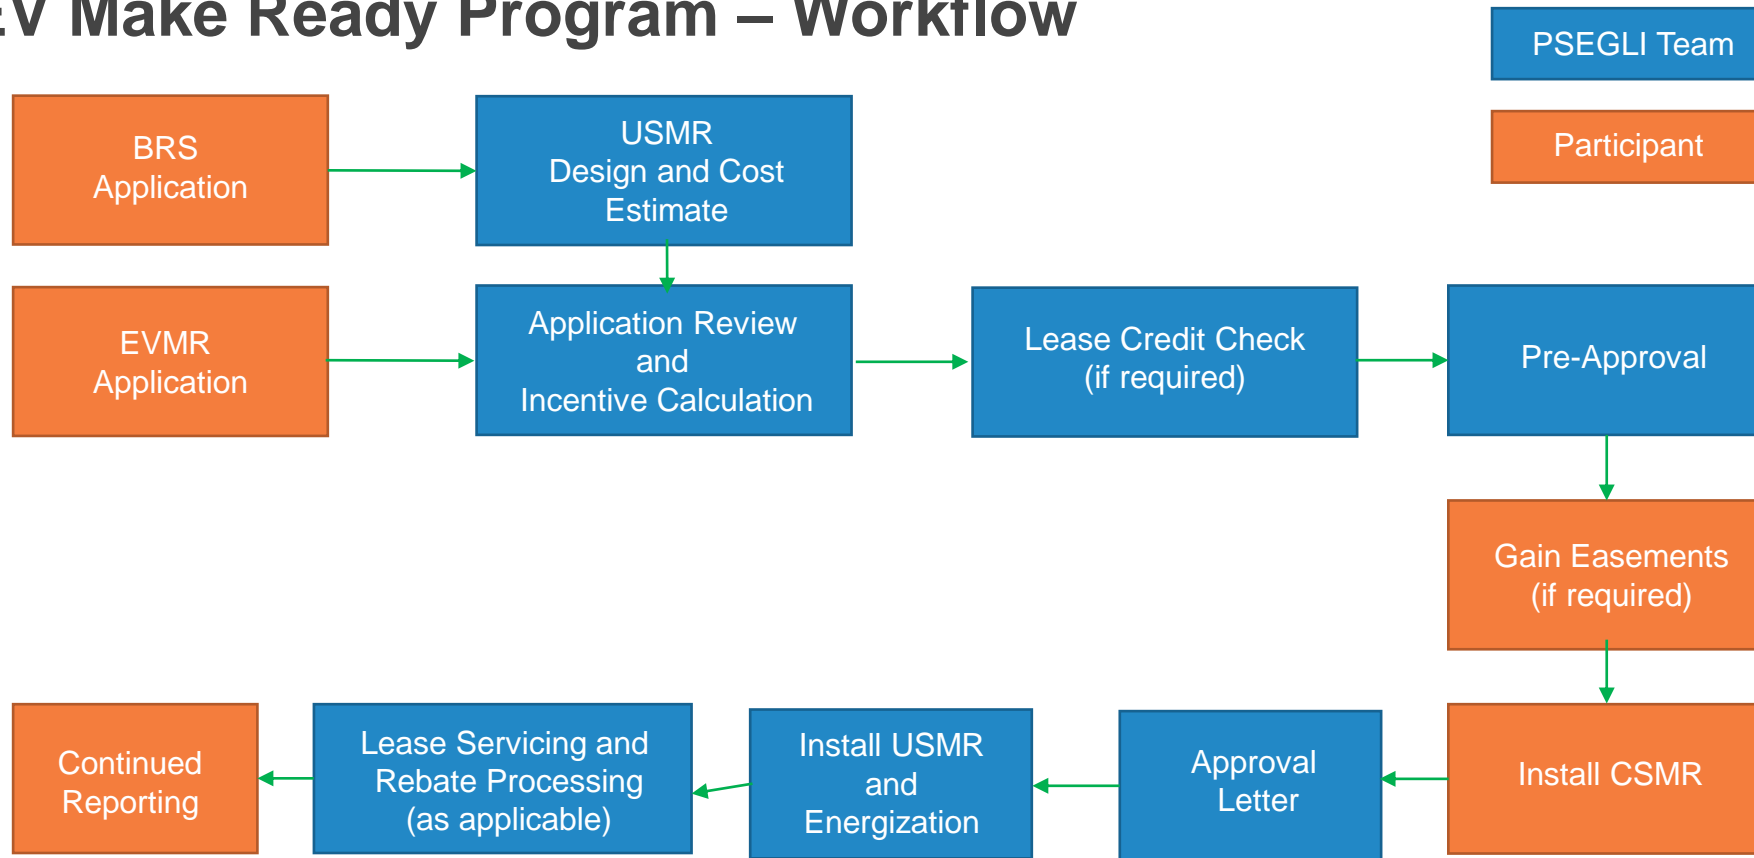 EV Make Ready Program – Workflow
PSEGLI Team
Participant
BRS
Application
USMR
Design and Cost
Estimate
EVMR
Application
Application Review
and
Incentive Calculation
Lease Credit Check
(if required)
Pre-Approval
Gain Easements
(if required)
Install CSMR
Approval
Letter
Install USMR
and
Energization
Lease Servicing and
Rebate Processing
(as applicable)
Continued
Reporting